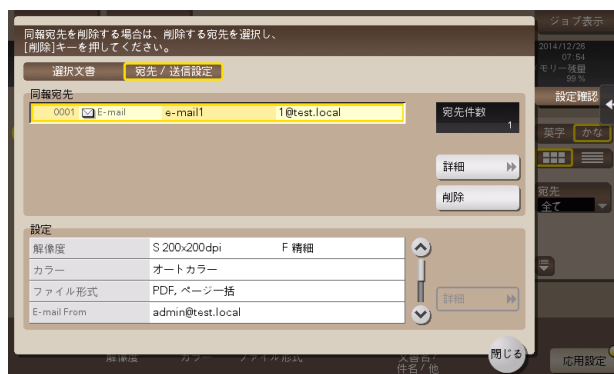 ジョブ表示
同報宛先を削除する場合は、削除する宛先を選択し、
[削除]キーを押してください。
2014/12/26
07:54
モリー残量
99 %
選択文書
宛先 / 送信設定
設定確認
同報宛先
0001 E-mail e-mail1 1@test.local
宛先件数
1
英字 かな
詳細
削除
宛先
全て
設定
解像度 S 200x200dpi F 精細
カラー オートカラー
ファイル形式 PDF, ページ一括
E-mail From admin@test.local
詳細
閉じる
解像度 カラー ファイル形式 文書名/
件名/他
応用設定